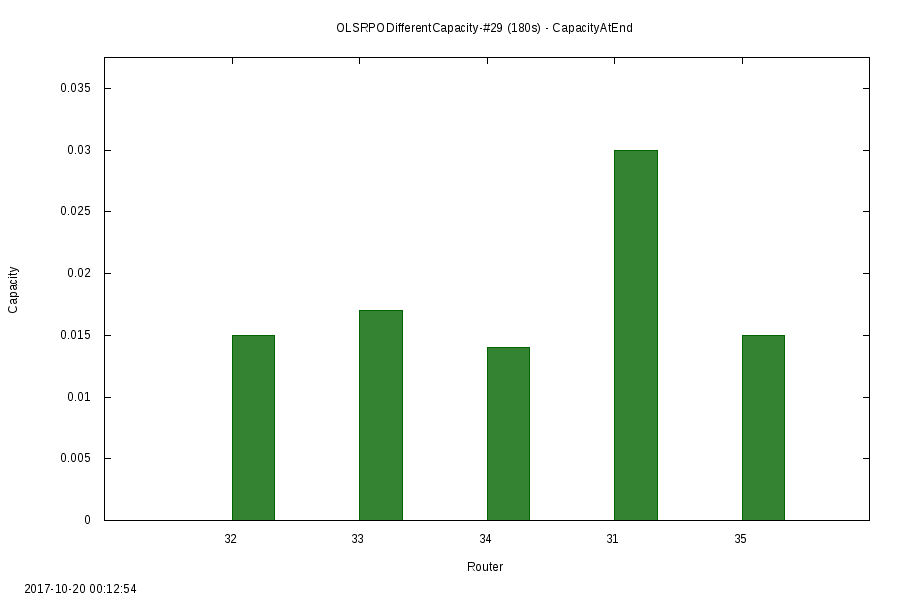 OLSRPODifferentCapacity-#29 (180s) - CapacityAtEnd
0.035
0.03
0.025
0.02
0.015
0.01
0.005
0
Capacity
32 33 34 31 35
Router
2017-10-20 00:12:54